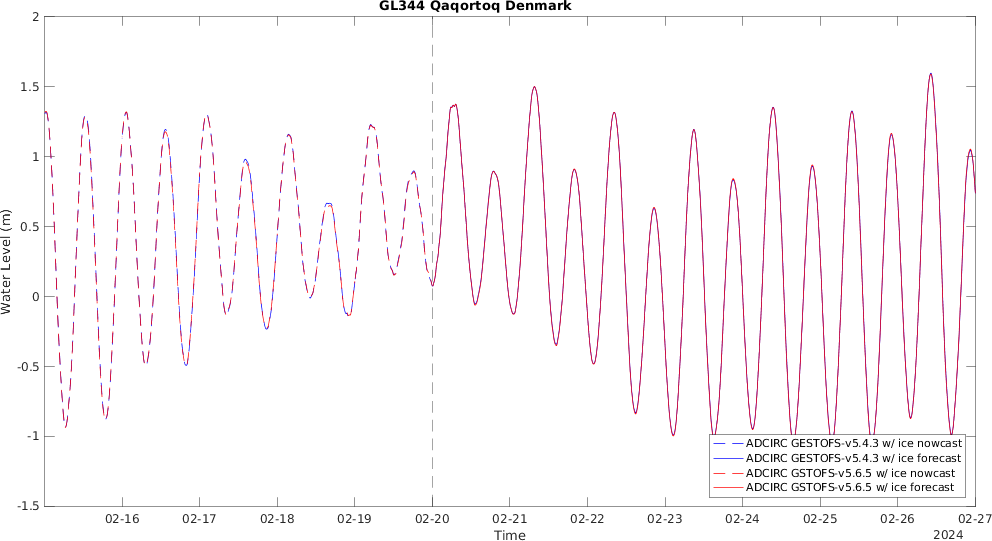 GL344 Qaqortoq Denmark
2
1.5
1
0.5
0
-0.5
-1
-1.5
Water Level (m)
ADCIRC GESTOFS-v5.4.3 w/ ice nowcast
ADCIRC GESTOFS-v5.4.3 w/ ice forecast
ADCIRC GSTOFS-v5.6.5 w/ ice nowcast
ADCIRC GSTOFS-v5.6.5 w/ ice forecast
02-16 02-17 02-18 02-19 02-20 02-21 02-22 02-23 02-24 02-25 02-26 02-27
Time 2024